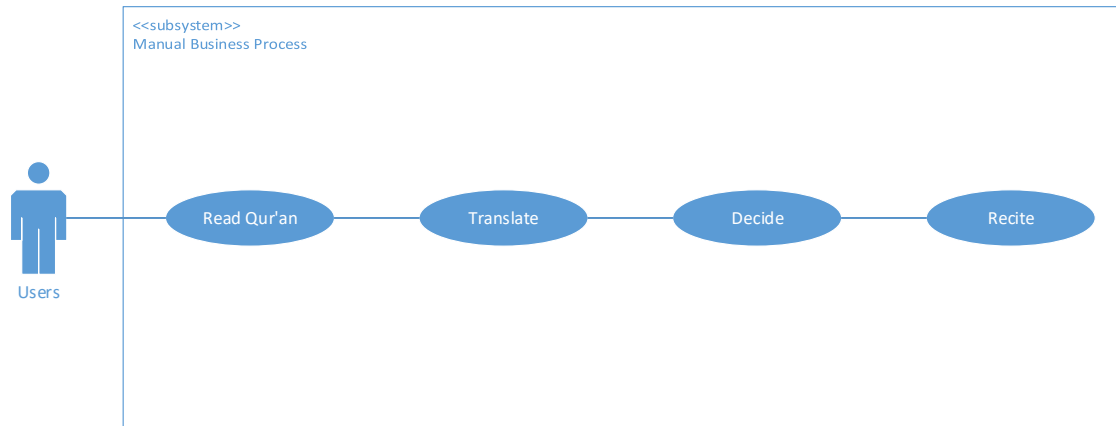 <<subsystem>>
Manual Business Process
Read Qur'an
Translate
Decide
Recite
Users